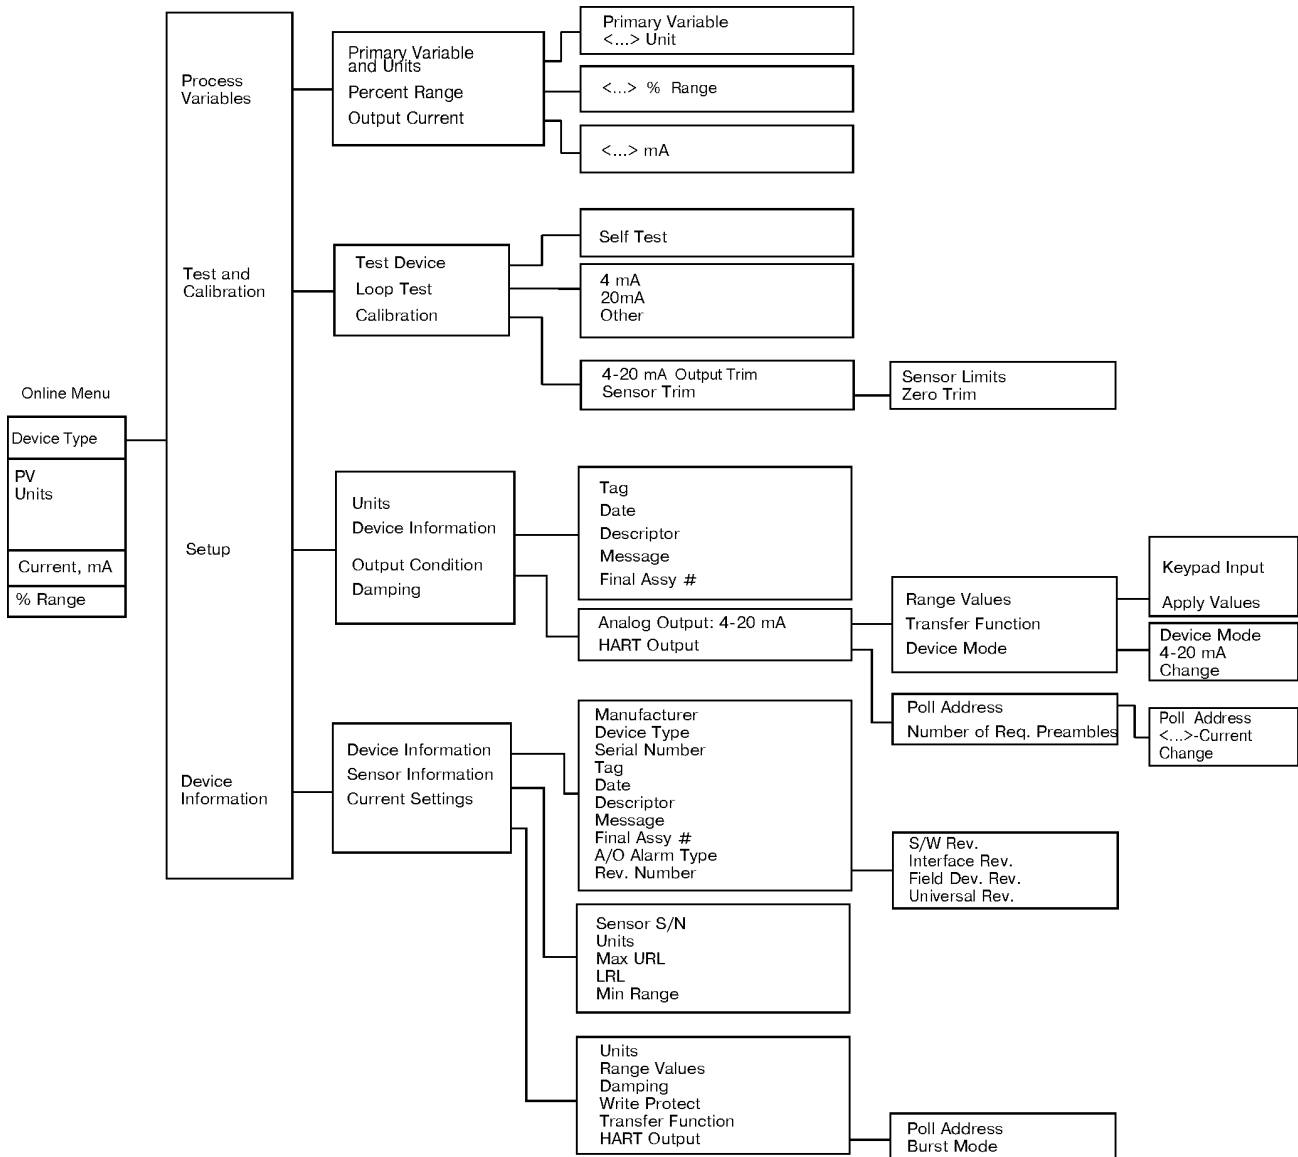 Online Menu
Device Type
PV
Units
Current, mA
% Range
Process
Variables
Test and
Calibration
Setup
Device
Information
Primary Variable
and Units
Percent Range
Output Current
Primary Variable
<...> Unit
<...> % Range
<...> mA
Test Device
Loop Test
Calibration
Self Test
4 mA
20mA
Other
4-20 mA Output Trim
Sensor Trim
Sensor Limits
Zero Trim
Units
Device Information
Output Condition
Damping
Tag
Date
Descriptor
Message
Final Assy #
Analog Output: 4-20 mA
HART Output
Range Values
Transfer Function
Device Mode
Keypad Input
Apply Values
Device Mode
4-20 mA
Change
Poll Address
Number of Req. Preambles
Poll Address
<...>-Current
Change
Device Information
Sensor Information
Current Settings
Manufacturer
Device Type
Serial Number
Tag
Date
Descriptor
Message
Final Assy #
A/O Alarm Type
Rev. Number
S/W Rev.
Interface Rev.
Field Dev. Rev.
Universal Rev.
Sensor S/N
Units
Max URL
LRL
Min Range
Units
Range Values
Damping
Write Protect
Transfer Function
HART Output
Poll Address
Burst Mode